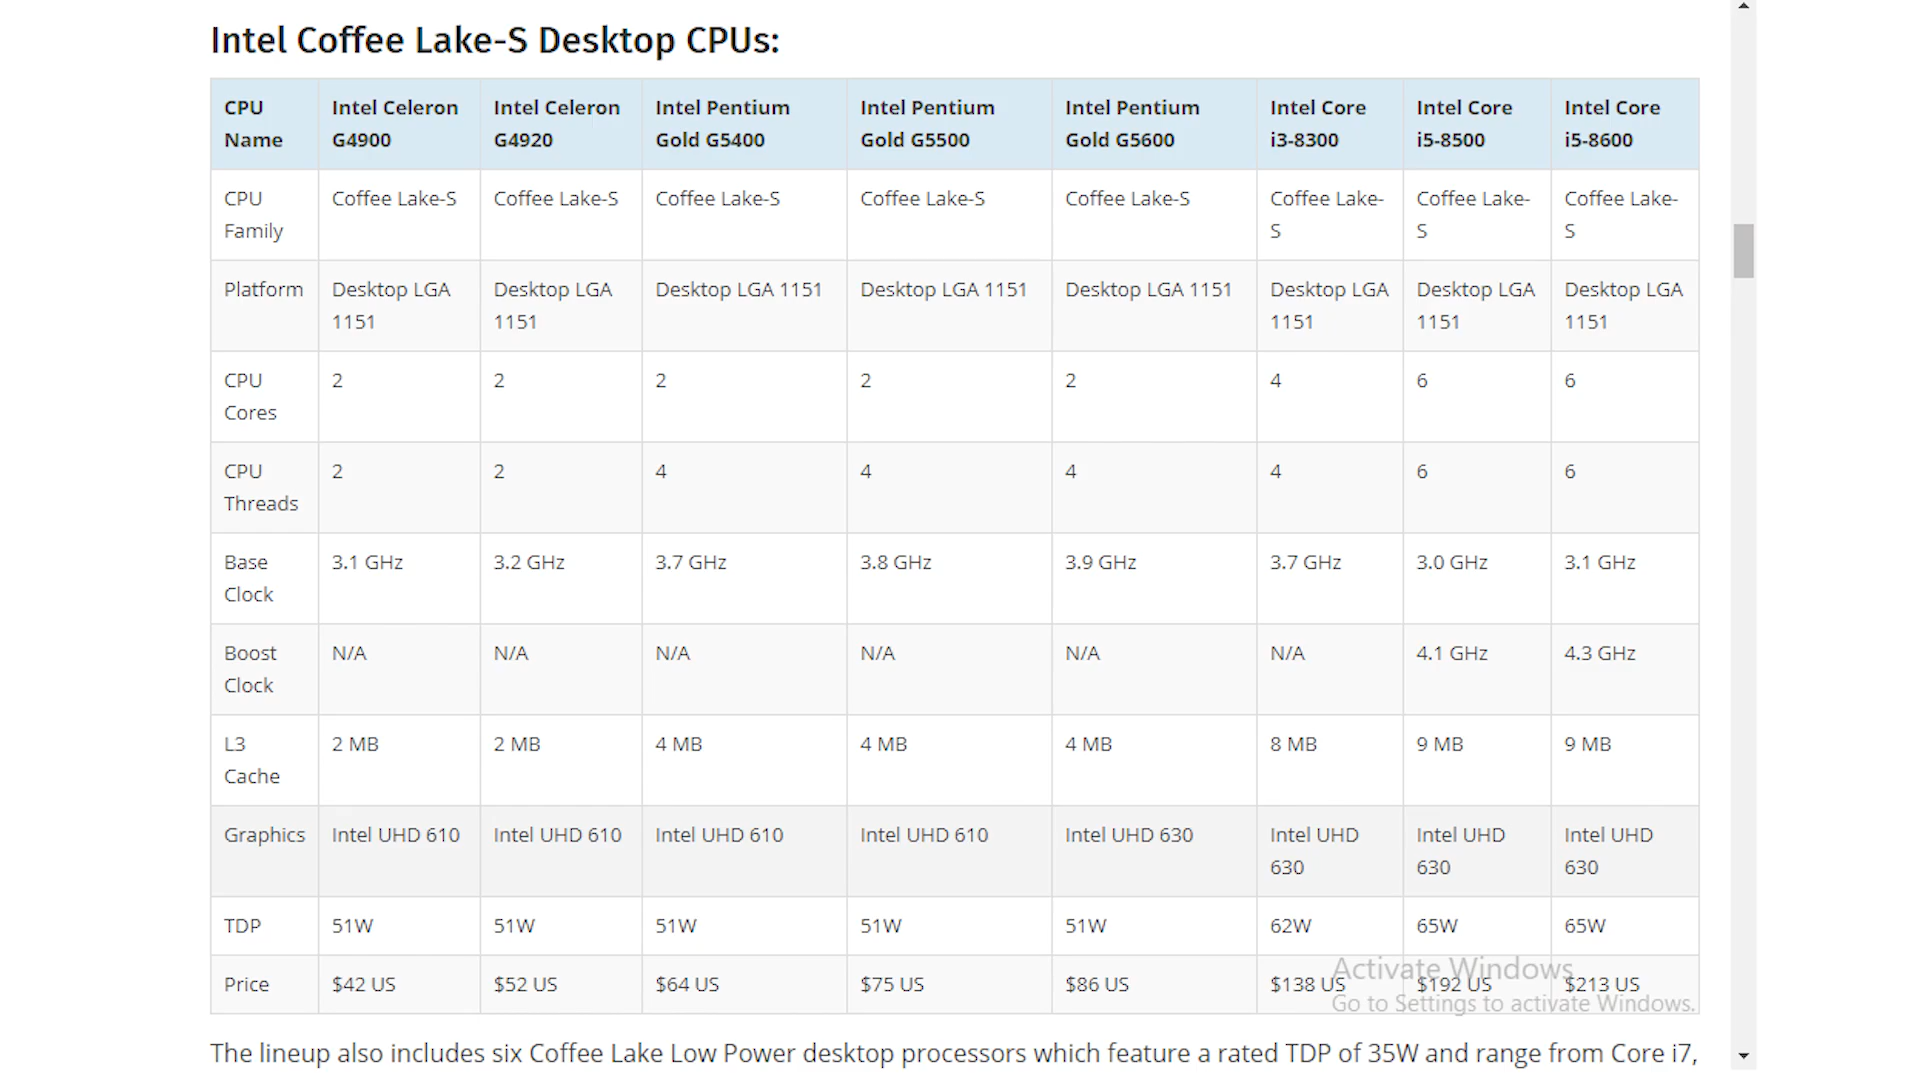 Intel Coffee Lake-S Desktop CPUs:
CPU Name Intel Celeron G4900 Intel Celeron G4920 Intel Pentium Gold G5400 Intel Pentium Gold G5500 Intel Pentium Gold G5600 Intel Core i3-8300 Intel Core i5-8500 Intel Core i5-8600
CPU Family Coffee Lake-S Coffee Lake-S Coffee Lake-S Coffee Lake-S Coffee Lake-S Coffee Lake-S Coffee Lake-S Coffee Lake-S
Platform Desktop LGA 1151 Desktop LGA 1151 Desktop LGA 1151 Desktop LGA 1151 Desktop LGA 1151 Desktop LGA 1151 Desktop LGA 1151 Desktop LGA 1151
CPU Cores 2 2 2 2 2 4 6 6
CPU Threads 2 2 4 4 4 4 6 6
Base Clock 3.1 GHz 3.2 GHz 3.7 GHz 3.8 GHz 3.9 GHz 3.7 GHz 3.0 GHz 3.1 GHz
Boost Clock N/A N/A N/A N/A N/A N/A 4.1 GHz 4.3 GHz
L3 Cache 2 MB 2 MB 4 MB 4 MB 4 MB 8 MB 9 MB 9 MB
Graphics Intel UHD 610 Intel UHD 610 Intel UHD 610 Intel UHD 610 Intel UHD 630 Intel UHD 630 Intel UHD 630 Intel UHD 630
TDP 51W 51W 51W 51W 51W 62W 65W 65W
Price $42 US $52 US $64 US $75 US $86 US $138 US $192 US $213 US
Activate Windows
Go to Settings to activate Windows.
The lineup also includes six Coffee Lake Low Power desktop processors which feature a rated TDP of 35W and range from Core i7,